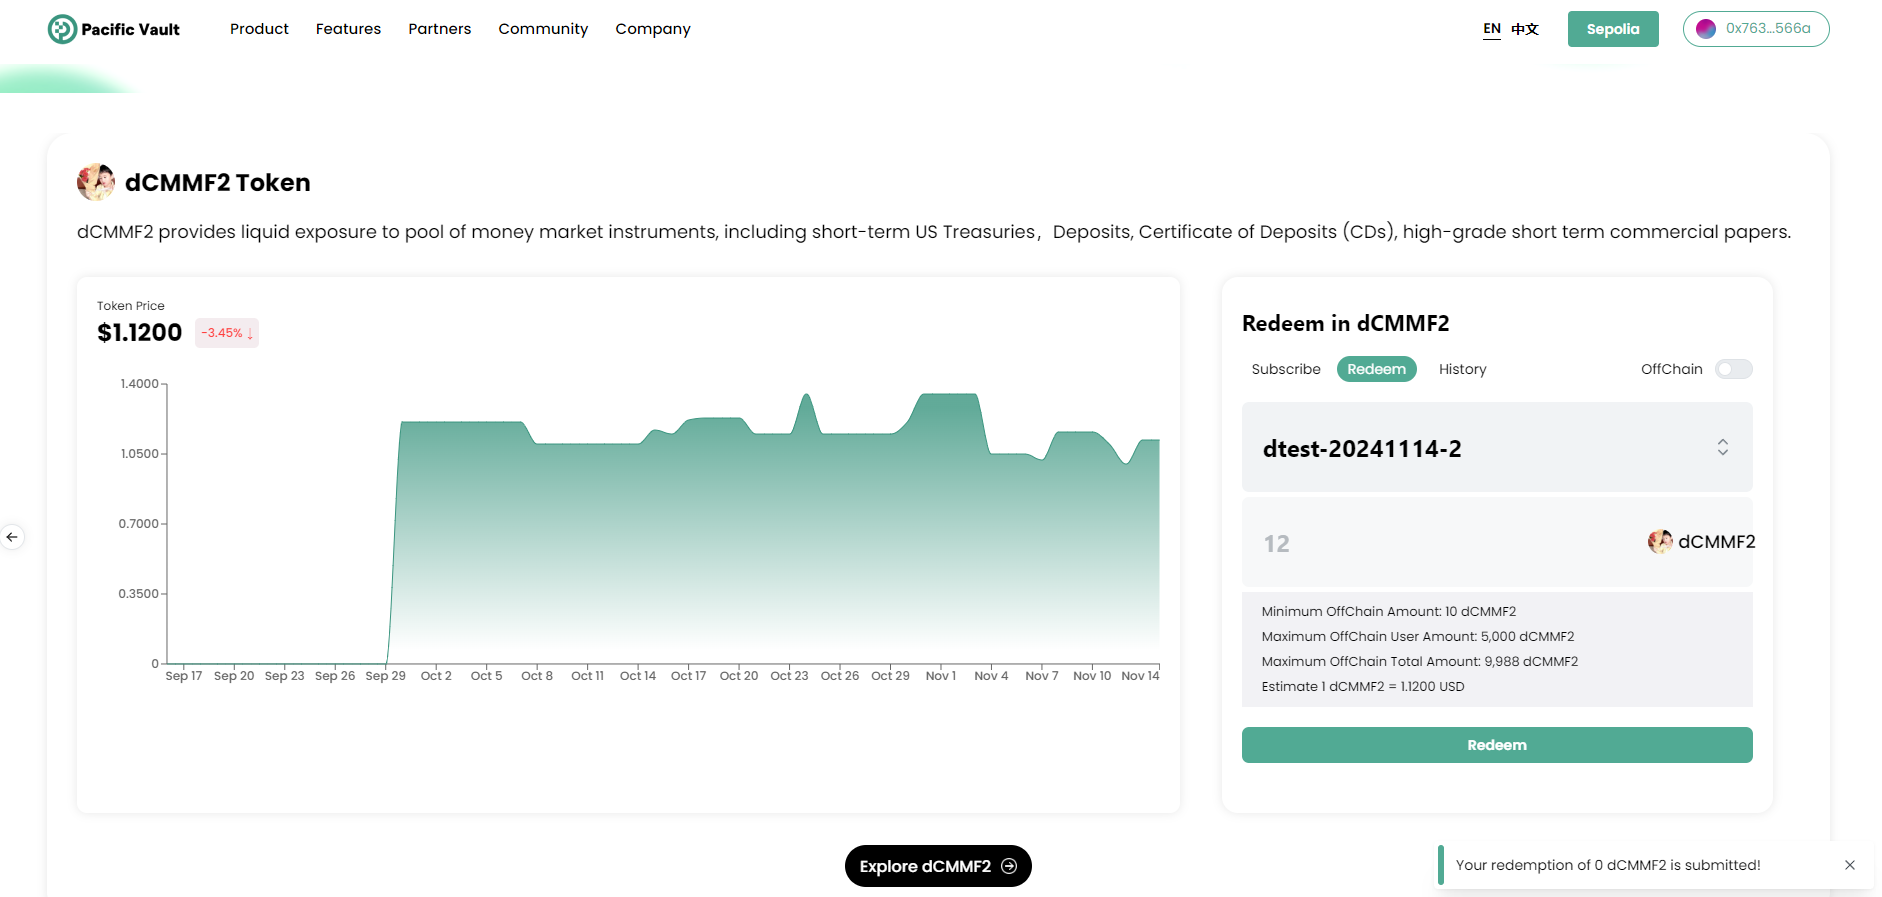 Pacific Vault Product Features Partners Community Company EN 中文 Sepolia 0x763...566a
dCMMF2 Token
dCMMF2 provides liquid exposure to pool of money market instruments, including short-term US Treasuries，Deposits, Certificate of Deposits (CDs), high-grade short term commercial papers.
Token Price
$1.1200 -3.45% ↓
1.4000
1.0500
0.7000
0.3500
0
Sep 17 Sep 20 Sep 23 Sep 26 Sep 29 Oct 2 Oct 5 Oct 8 Oct 11 Oct 14 Oct 17 Oct 20 Oct 23 Oct 26 Oct 29 Nov 1 Nov 4 Nov 7 Nov 10 Nov 14
Redeem in dCMMF2
Subscribe Redeem History OffChain
dtest-20241114-2
12 dCMMF2
Minimum OffChain Amount: 10 dCMMF2
Maximum OffChain User Amount: 5,000 dCMMF2
Maximum OffChain Total Amount: 9,988 dCMMF2
Estimate 1 dCMMF2 = 1.1200 USD
Redeem
Explore dCMMF2
Your redemption of 0 dCMMF2 is submitted!